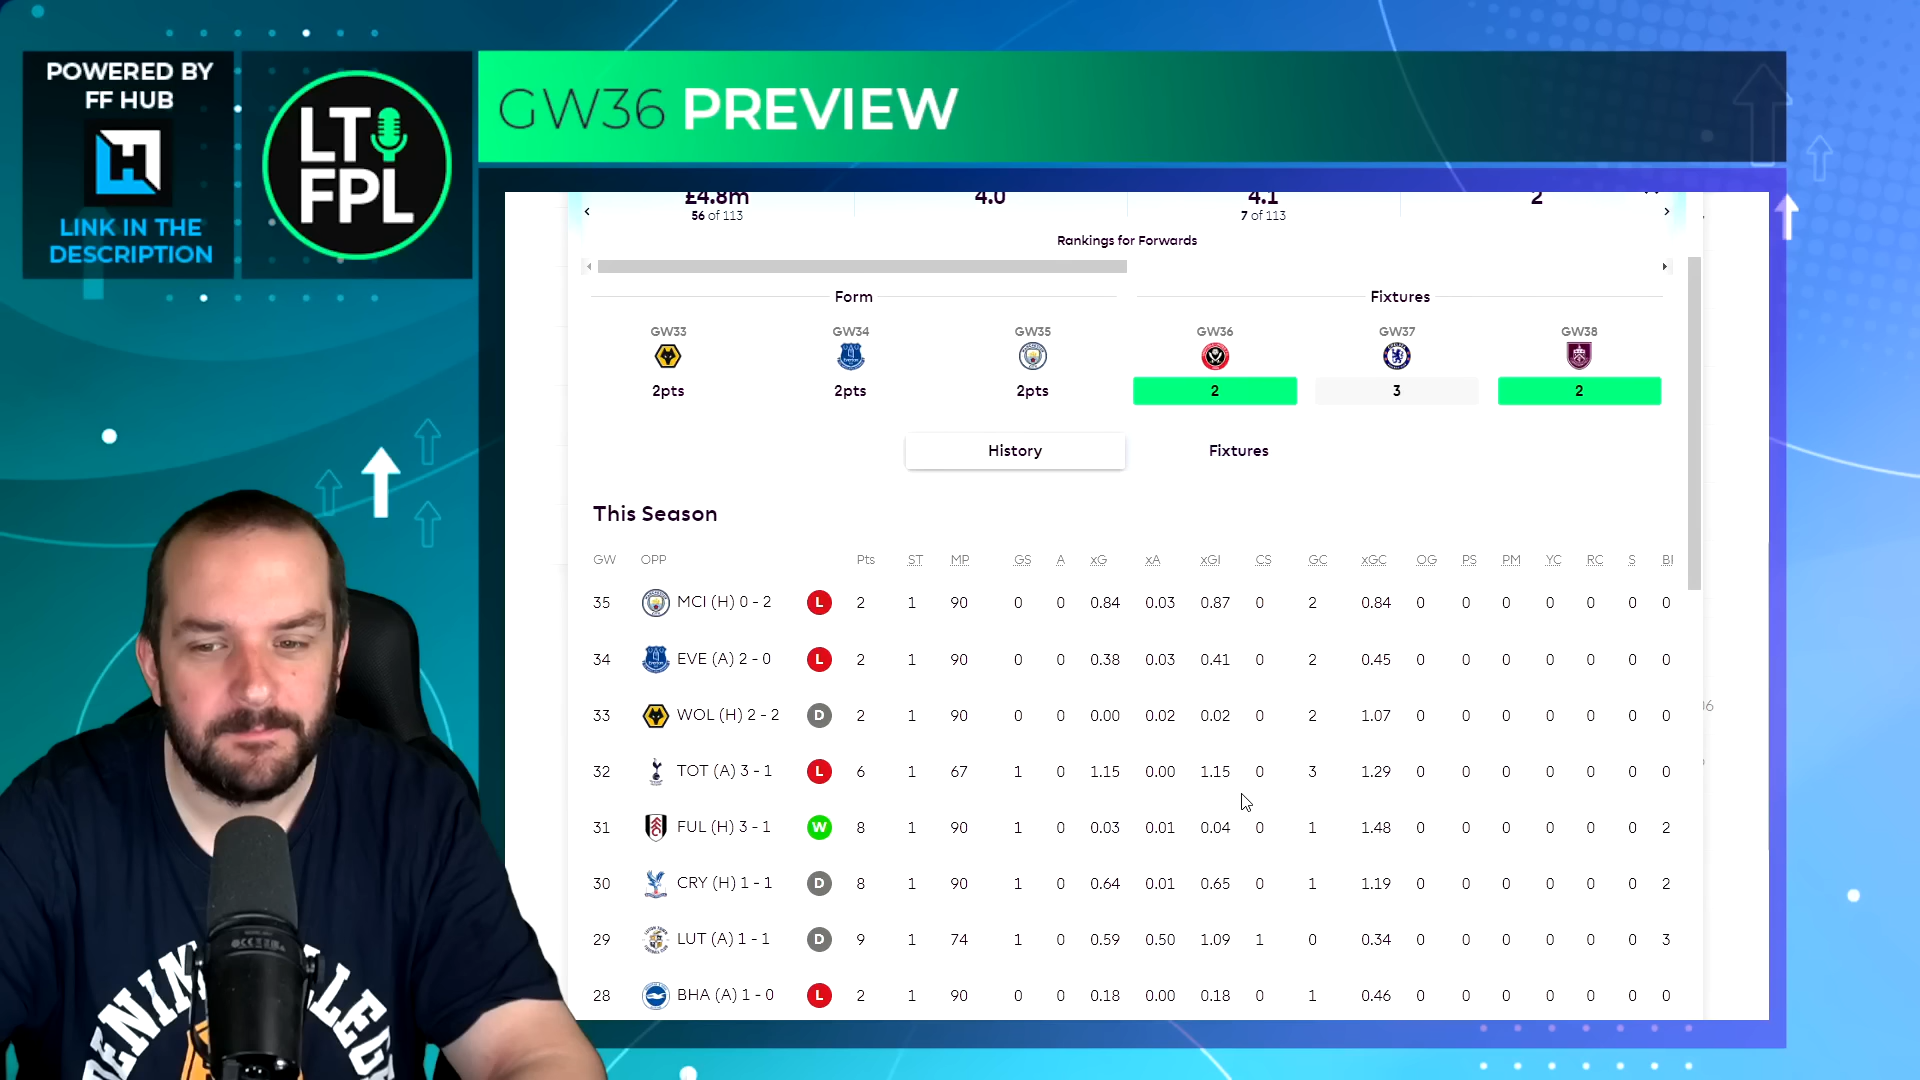 POWERED BY
FF HUB
LINK IN THE
DESCRIPTION
LT
FPL
GW36 PREVIEW
£4.8m 4.0 4.1 2
56 of 113 7 of 113
Rankings for Forwards
Form Fixtures
GW33 GW34 GW35 GW36 GW37 GW38
2pts 2pts 2pts 2 3 2
History Fixtures
This Season
GW OPP Pts ST MP GS A xG xA xGI CS GC xGC OG PS PM YC RC S
35 MCI (H) 0 - 2 L 2 1 90 0 0 0.84 0.03 0.87 0 2 0.84 0 0 0 0 0 0 0
34 EVE (A) 2 - 0 L 2 1 90 0 0 0.38 0.03 0.41 0 2 0.45 0 0 0 0 0 0 0
33 WOL (H) 2 - 2 D 2 1 90 0 0 0.00 0.02 0.02 0 2 1.07 0 0 0 0 0 0 0
32 TOT (A) 3 - 1 L 6 1 67 1 0 1.15 0.00 1.15 0 3 1.29 0 0 0 0 0 0 0
31 FUL (H) 3 - 1 W 8 1 90 1 0 0.03 0.01 0.04 0 1 1.48 0 0 0 0 0 0 2
30 CRY (H) 1 - 1 D 8 1 90 1 0 0.64 0.01 0.65 0 1 1.19 0 0 0 0 0 0 2
29 LUT (A) 1 - 1 D 9 1 74 1 0 0.59 0.50 1.09 1 0 0.34 0 0 0 0 0 0 3
28 BHA (A) 1 - 0 L 2 1 90 0 0 0.18 0.00 0.18 0 1 0.46 0 0 0 0 0 0 0